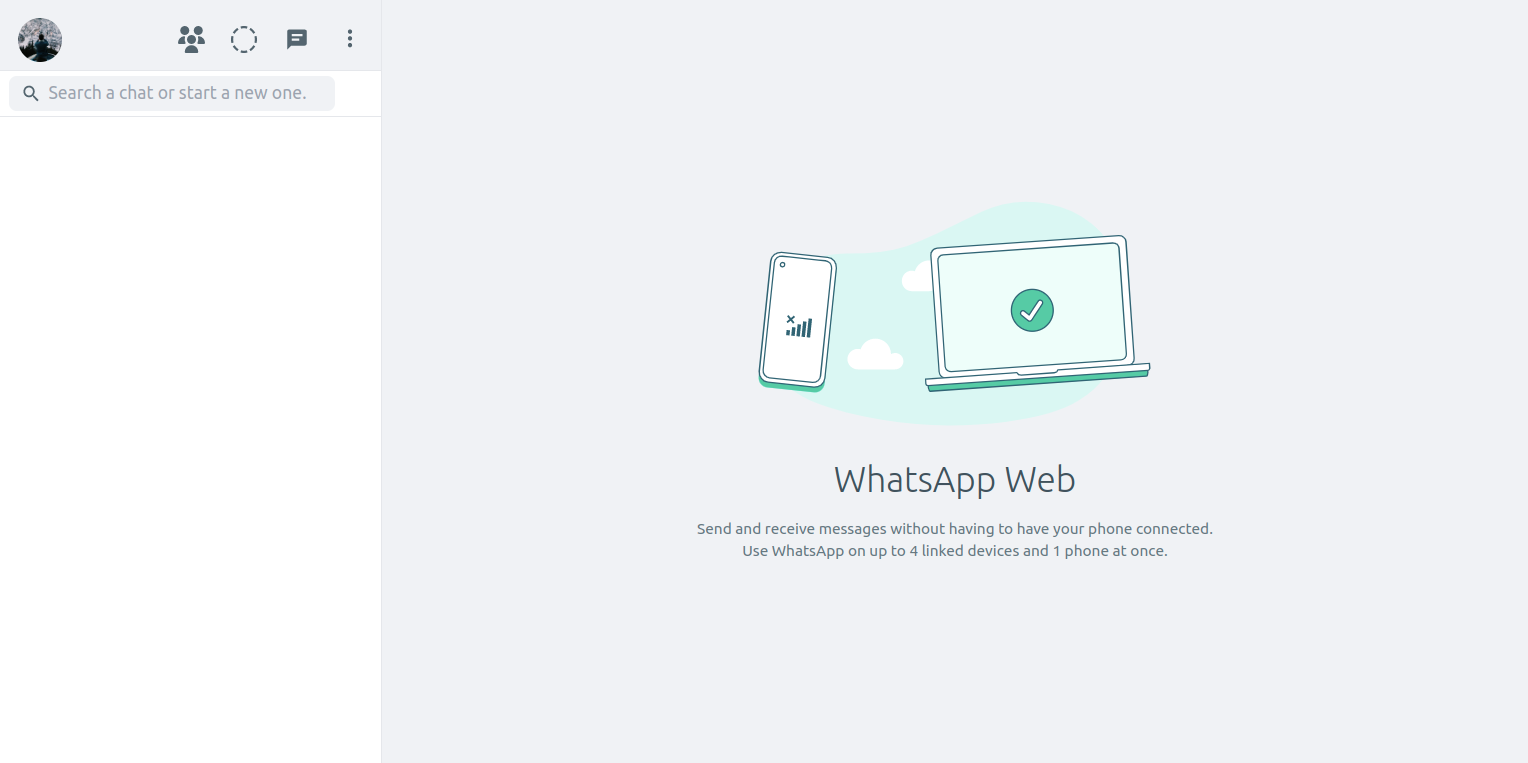 Search a chat or start a new one.
WhatsApp Web
Send and receive messages without having to have your phone connected.
Use WhatsApp on up to 4 linked devices and 1 phone at once.